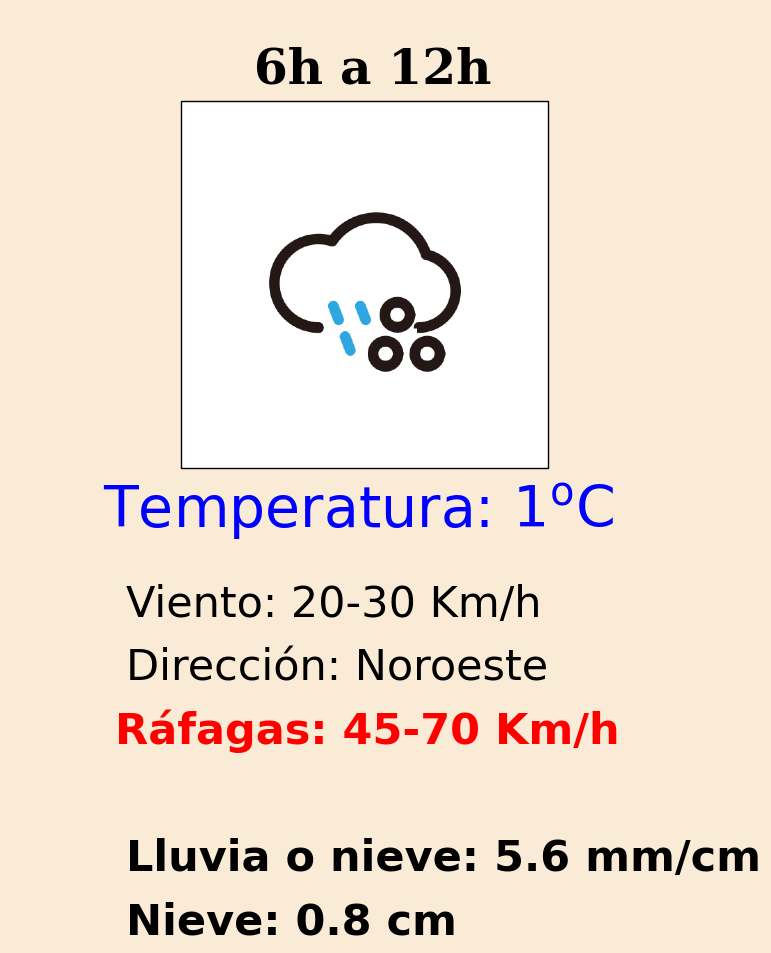 6h a 12h
Temperatura: 1ºC
Viento: 20-30 Km/h
Dirección: Noroeste
Ráfagas: 45-70 Km/h
Lluvia o nieve: 5.6 mm/cm
Nieve: 0.8 cm